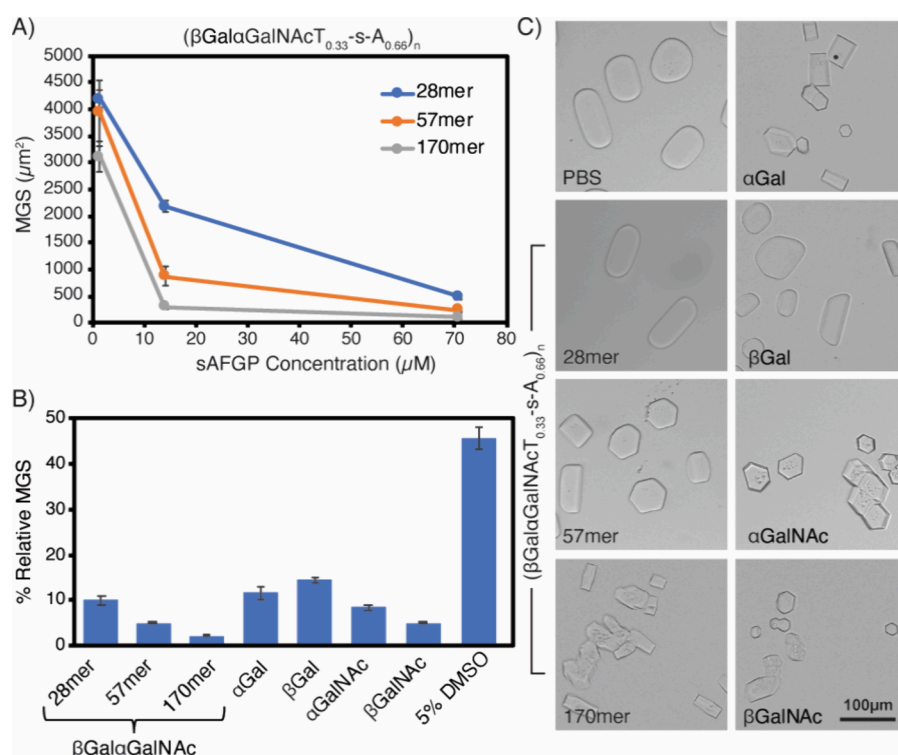 A)
(βGalαGalNAcT0.33-s-A0.66)n
5000
4500
4000
3500
3000
2500
2000
1500
1000
500
0
MGS (µm²)
28mer
57mer
170mer
0 10 20 30 40 50 60 70 80
sAFGP Concentration (µM)
B)
50
40
30
20
10
0
% Relative MGS
28mer
57mer
170mer
αGal
βGal
αGalNAc
βGalNAc
5% DMSO
βGalαGalNAc
C)
PBS
αGal
(βGalαGalNAcT0.33-s-A0.66)n
28mer
βGal
57mer
αGalNAc
170mer
100µm
βGalNAc